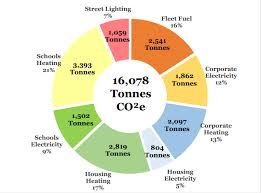 Street Lighting
7%
1,059
Tonnes
Fleet Fuel
16%
2,541
Tonnes
Corporate
Electricity
12%
1,862
Tonnes
Corporate
Heating
13%
2,097
Tonnes
Housing
Electricity
5%
804
Tonnes
Housing
Heating
17%
2,819
Tonnes
Schools
Electricity
9%
1,502
Tonnes
Schools
Heating
21%
3,393
Tonnes
16,078
Tonnes
CO2e